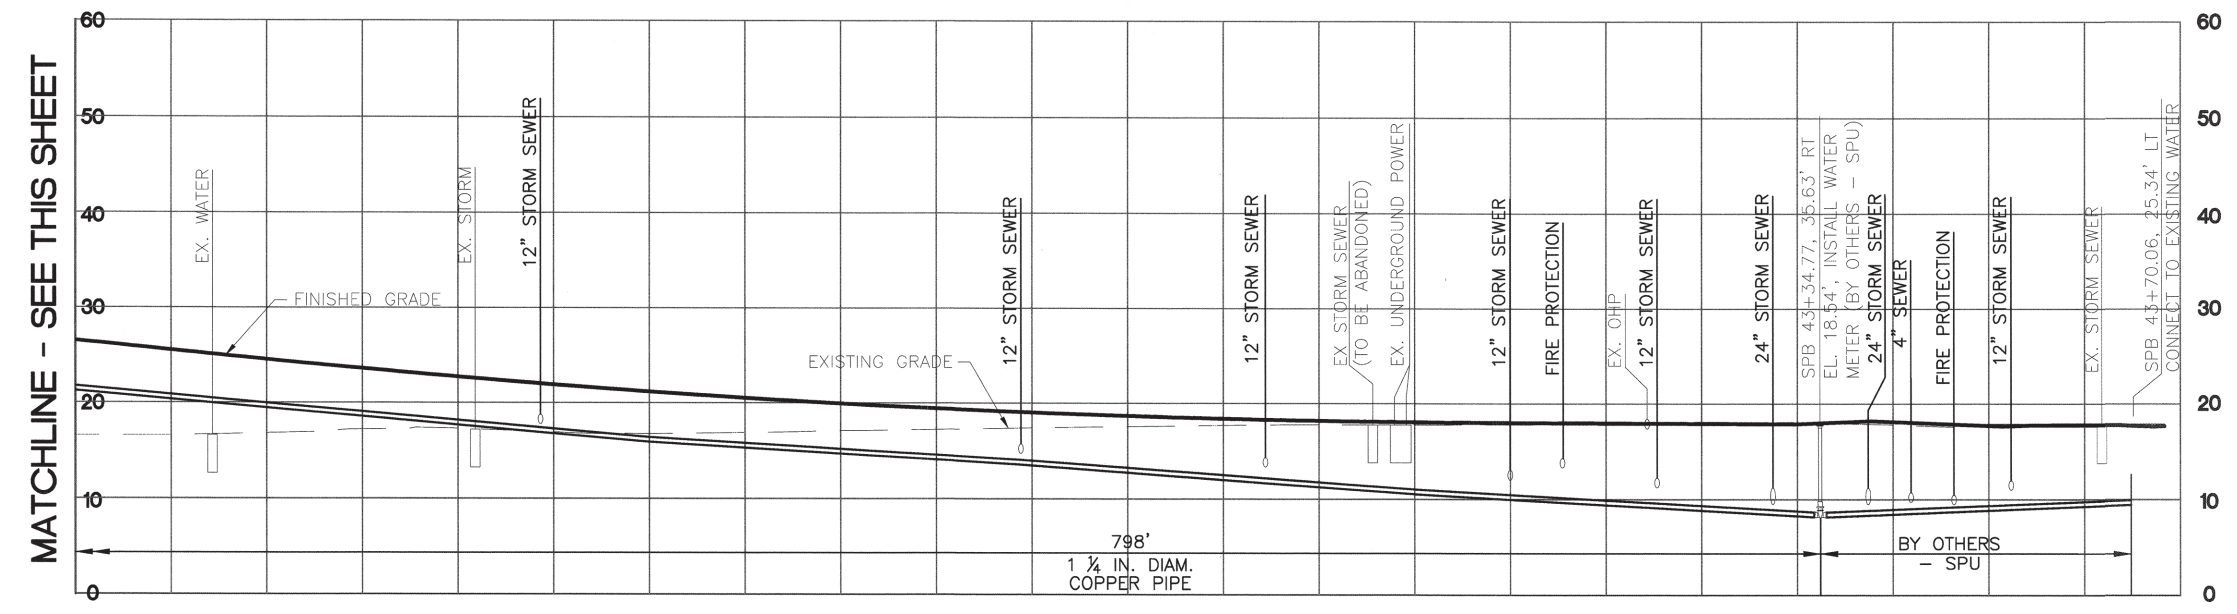 MATCHLINE - SEE THIS SHEET
60
50
40
30
20
10
0
EX. WATER
FINISHED GRADE
EX. STORM
12" STORM SEWER
EXISTING GRADE
12" STORM SEWER
12" STORM SEWER
EX STORM SEWER
(TO BE ABANDONED)
EX. UNDERGROUND POWER
12" STORM SEWER
FIRE PROTECTION
EX. OHP
12" STORM SEWER
24" STORM SEWER
SPB 43+34.77, 35.63' RT
EL. 18.54', INSTALL WATER
METER (BY OTHERS - SPU)
24" STORM SEWER
4" SEWER
FIRE PROTECTION
12" STORM SEWER
EX. STORM SEWER
SPB 43+70.06, 25.34' LT
CONNECT TO EXISTING WATER
798'
1 ¼ IN. DIAM.
COPPER PIPE
BY OTHERS
- SPU
60
50
40
30
20
10
0